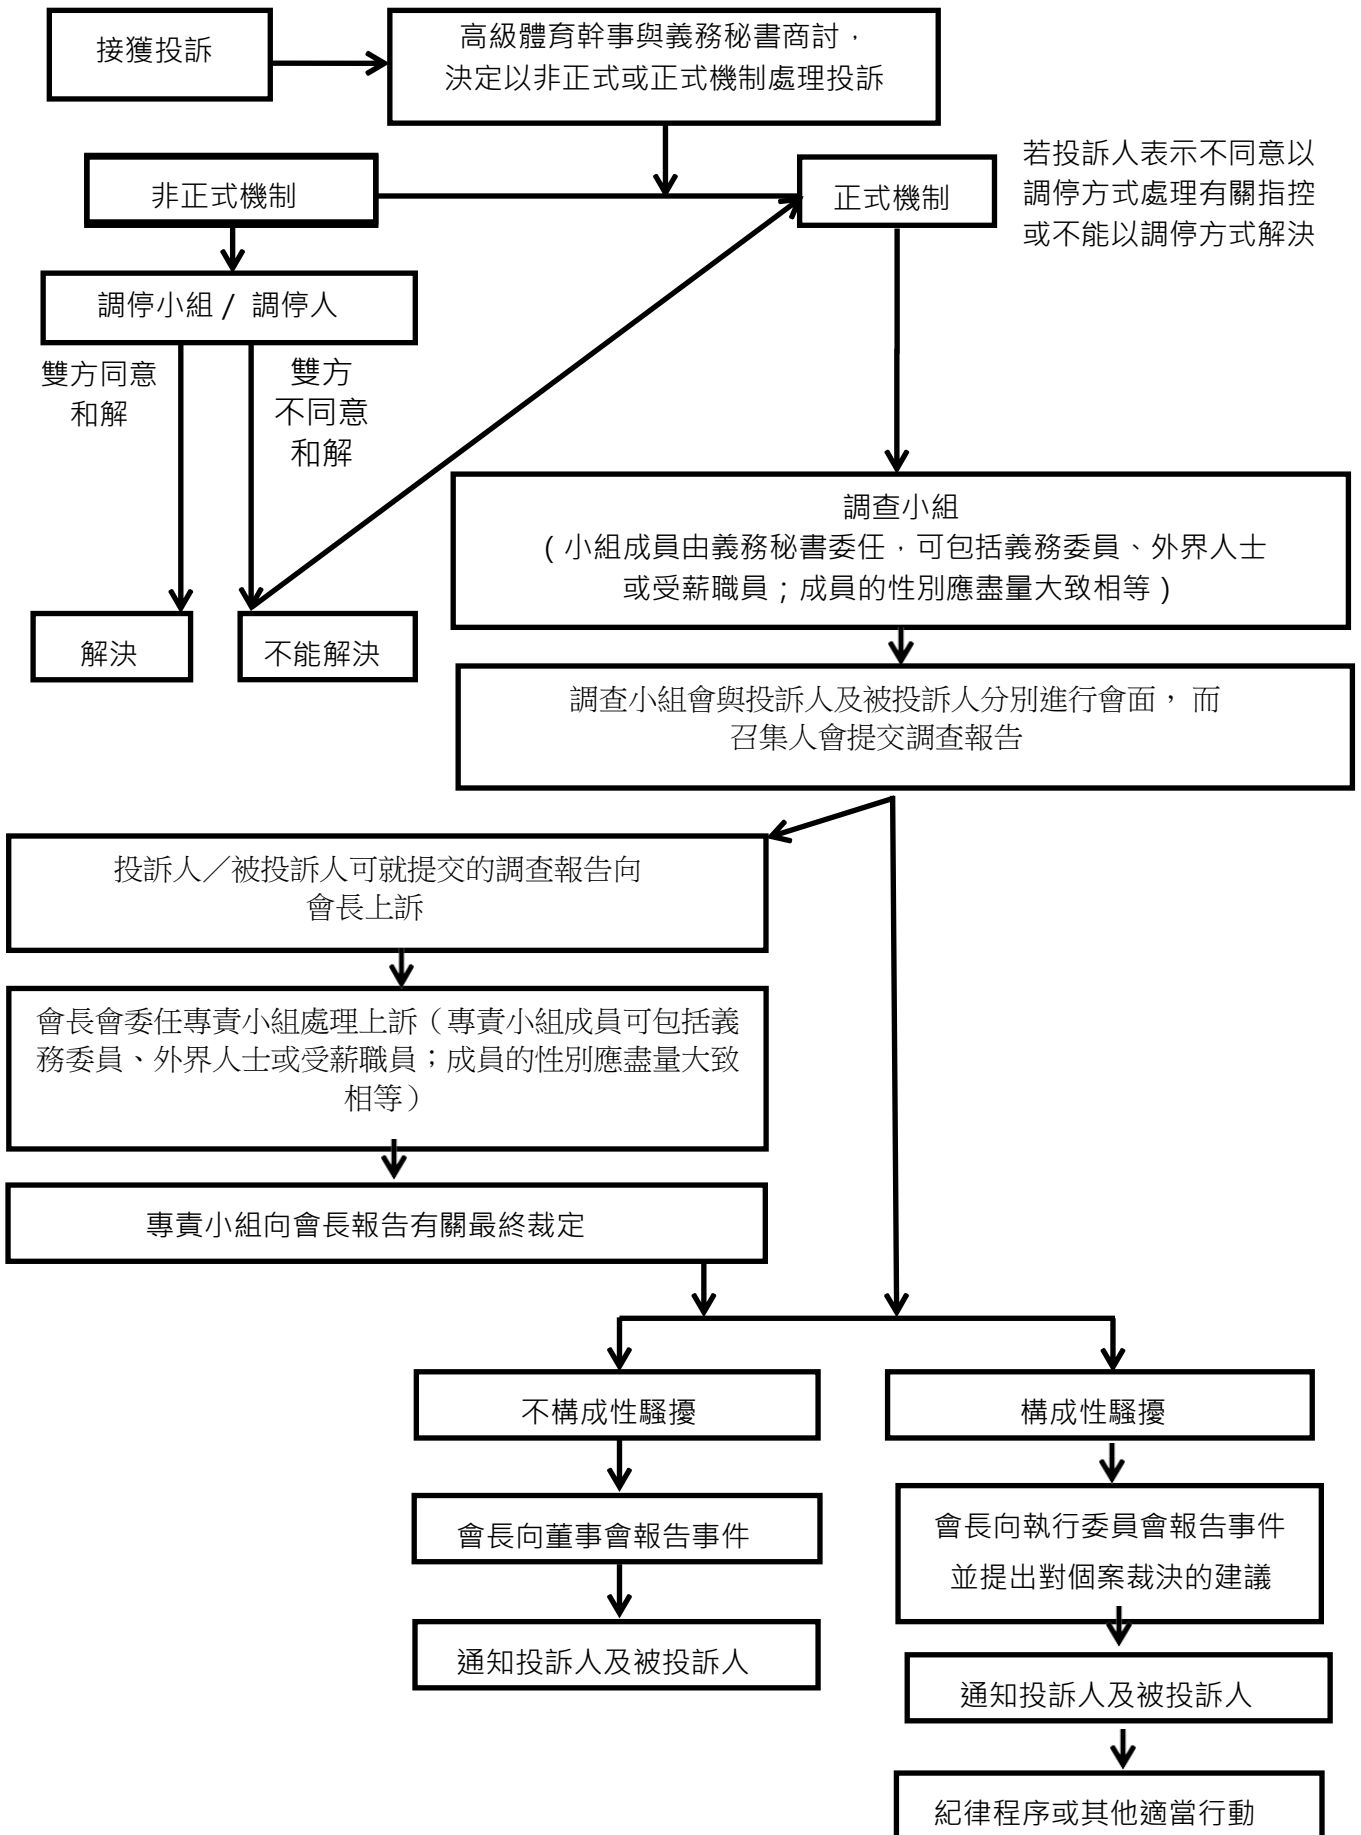 接獲投訴
高級體育幹事與義務秘書商討，
決定以非正式或正式機制處理投訴
非正式機制
正式機制
若投訴人表示不同意以
調停方式處理有關指控
或不能以調停方式解決
調停小組 / 調停人
雙方同意
和解
雙方
不同意
和解
解決
不能解決
調查小組
(小組成員由義務秘書委任，可包括義務委員、外界人士
或受薪職員；成員的性別應盡量大致相等)
調查小組會與投訴人及被投訴人分別進行會面， 而
召集人會提交調查報告
投訴人／被投訴人可就提交的調查報告向
會長上訴
會長會委任專責小組處理上訴（專責小組成員可包括義
務委員、外界人士或受薪職員；成員的性別應盡量大致
相等）
專責小組向會長報告有關最終裁定
不構成性騷擾
構成性騷擾
會長向董事會報告事件
會長向執行委員會報告事件
並提出對個案裁決的建議
通知投訴人及被投訴人
通知投訴人及被投訴人
紀律程序或其他適當行動